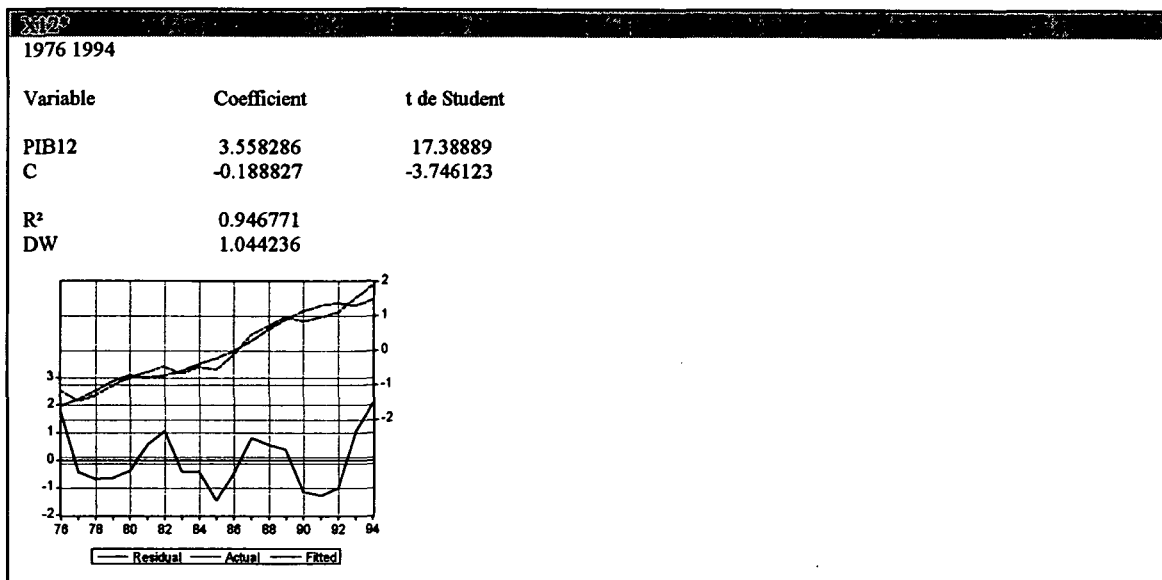 X12*
1976 1994
Variable Coefficient t de Student
PIB12 3.558286 17.38889
C -0.188827 -3.746123
R² 0.946771
DW 1.044236
2
1
0
-1
-2
3
2
1
0
-1
-2
76 78 80 82 84 86 88 90 92 94
Residual Actual Fitted